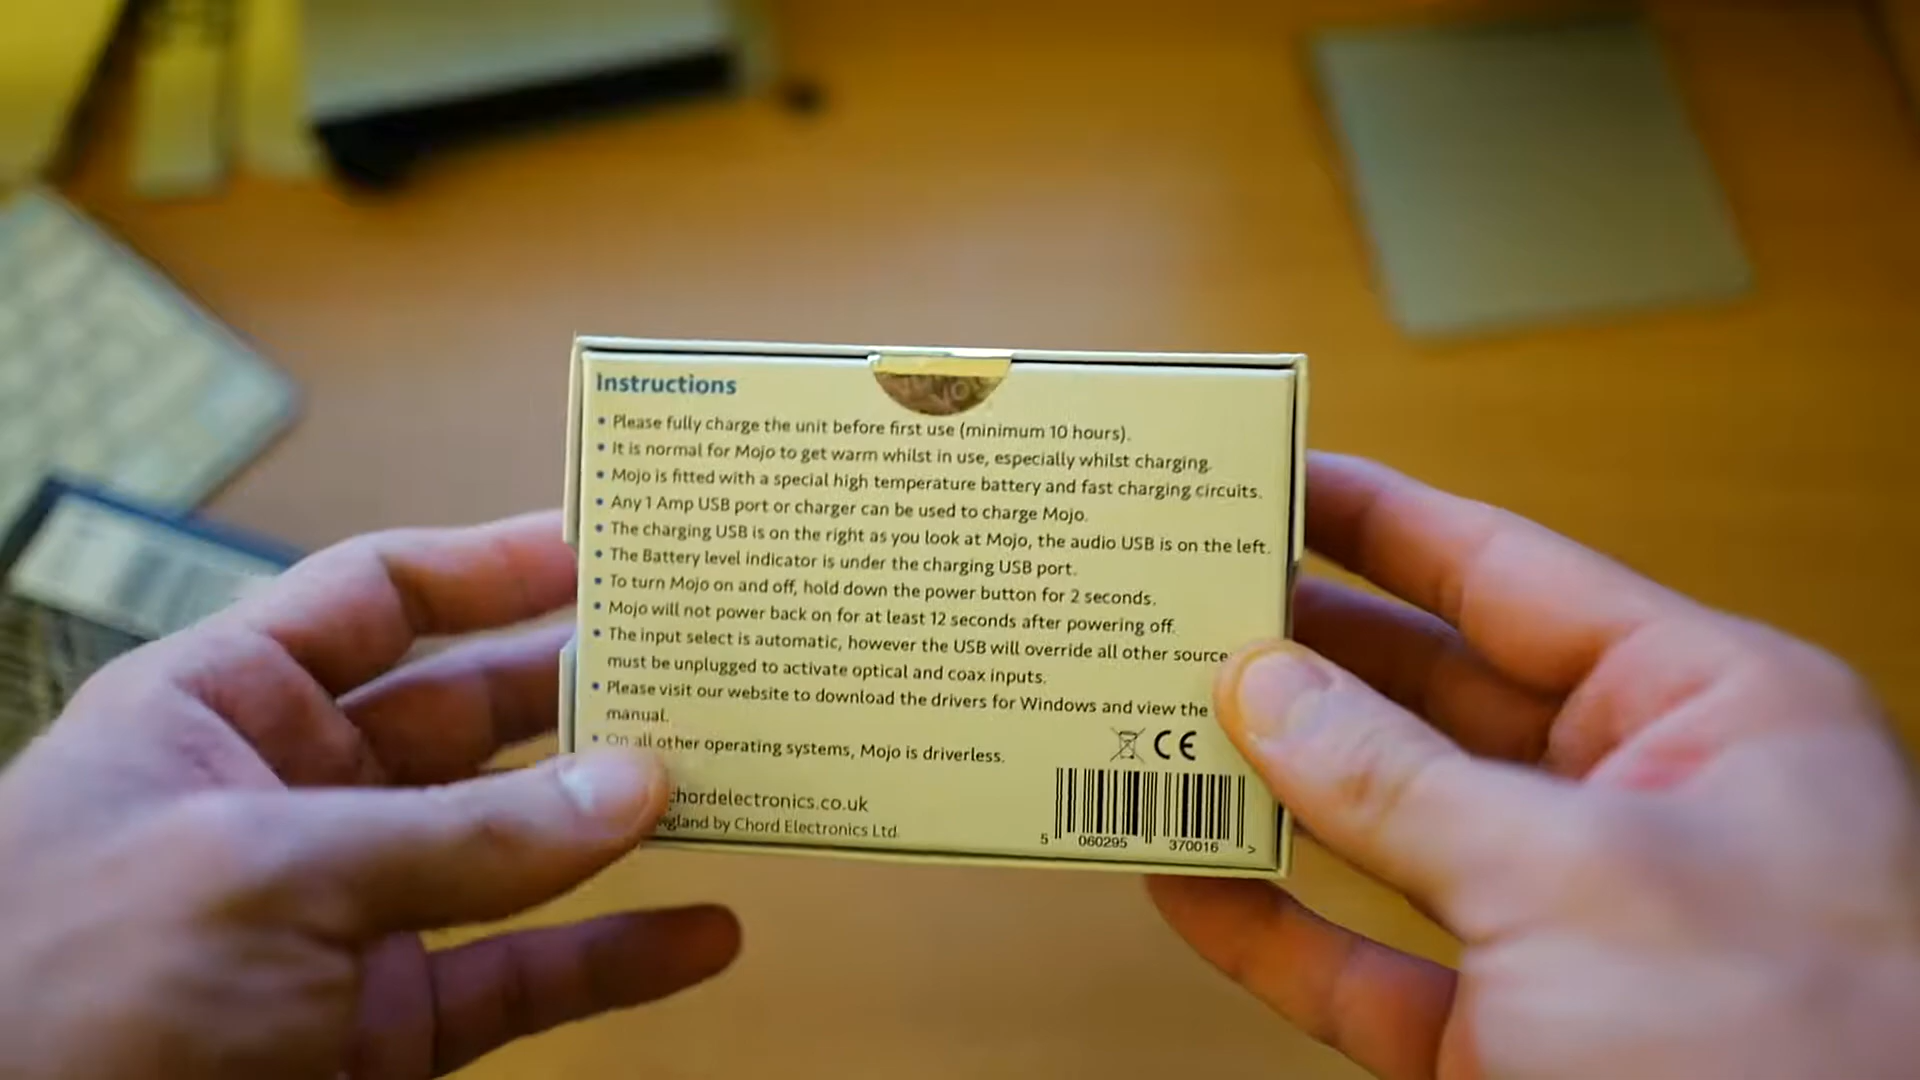 Instructions
• Please fully charge the unit before first use (minimum 10 hours).
• It is normal for Mojo to get warm whilst in use, especially whilst charging.
• Mojo is fitted with a special high temperature battery and fast charging circuits.
• Any 1 Amp USB port or charger can be used to charge Mojo.
• The charging USB is on the right as you look at Mojo, the audio USB is on the left.
• The Battery level indicator is under the charging USB port.
• To turn Mojo on and off, hold down the power button for 2 seconds.
• Mojo will not power back on for at least 12 seconds after powering off.
• The input select is automatic, however the USB will override all other source
must be unplugged to activate optical and coax inputs.
• Please visit our website to download the drivers for Windows and view the
manual.
• On all other operating systems, Mojo is driverless.
CE
chordelectronics.co.uk
gland by Chord Electronics Ltd.
5 060295 370016 >